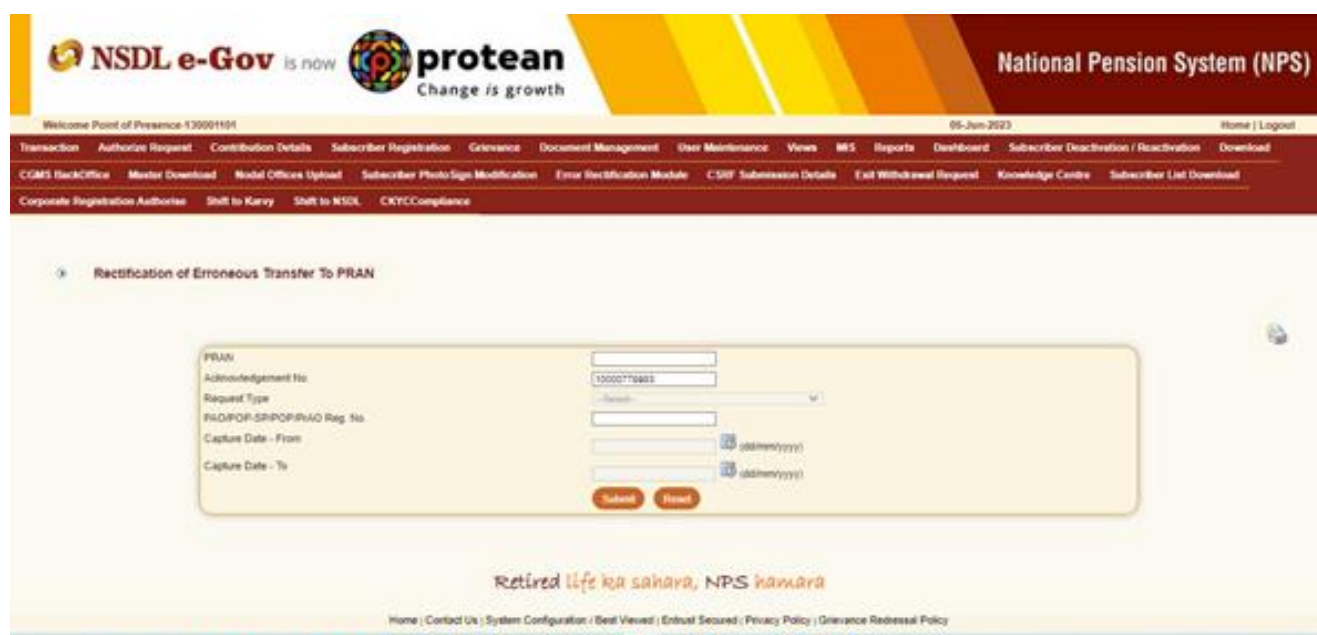 NSDL e-Gov is now protean
Change is growth
National Pension System (NPS)
Welcome Point of Presence-130001101 05-Jun-2023 Home | Logout
Transaction Authorize Request Contribution Details Subscriber Registration Grievance Document Management User Maintenance Views MIS Reports Dashboard Subscriber Deactivation / Reactivation Download
CGMS BackOffice Master Download Nodal Offices Upload Subscriber Photo Sign Modification Error Rectification Module CSRF Submission Details Exit Withdrawal Request Knowledge Centre Subscriber List Download
Corporate Registration Authorise Shift to Karvy Shift to NSDL CKYCCompliance
Rectification of Erroneous Transfer To PRAN
PRAN
Acknowledgement No.
Request Type --Select--
PAO/POP-SP/POP/PrAO Reg. No.
Capture Date - From (dd/mm/yyyy)
Capture Date - To (dd/mm/yyyy)
Submit Reset
Retired life ka sahara, NPS hamara
Home | Contact Us | System Configuration / Best Viewed | Entrust Secured | Privacy Policy | Grievance Redressal Policy